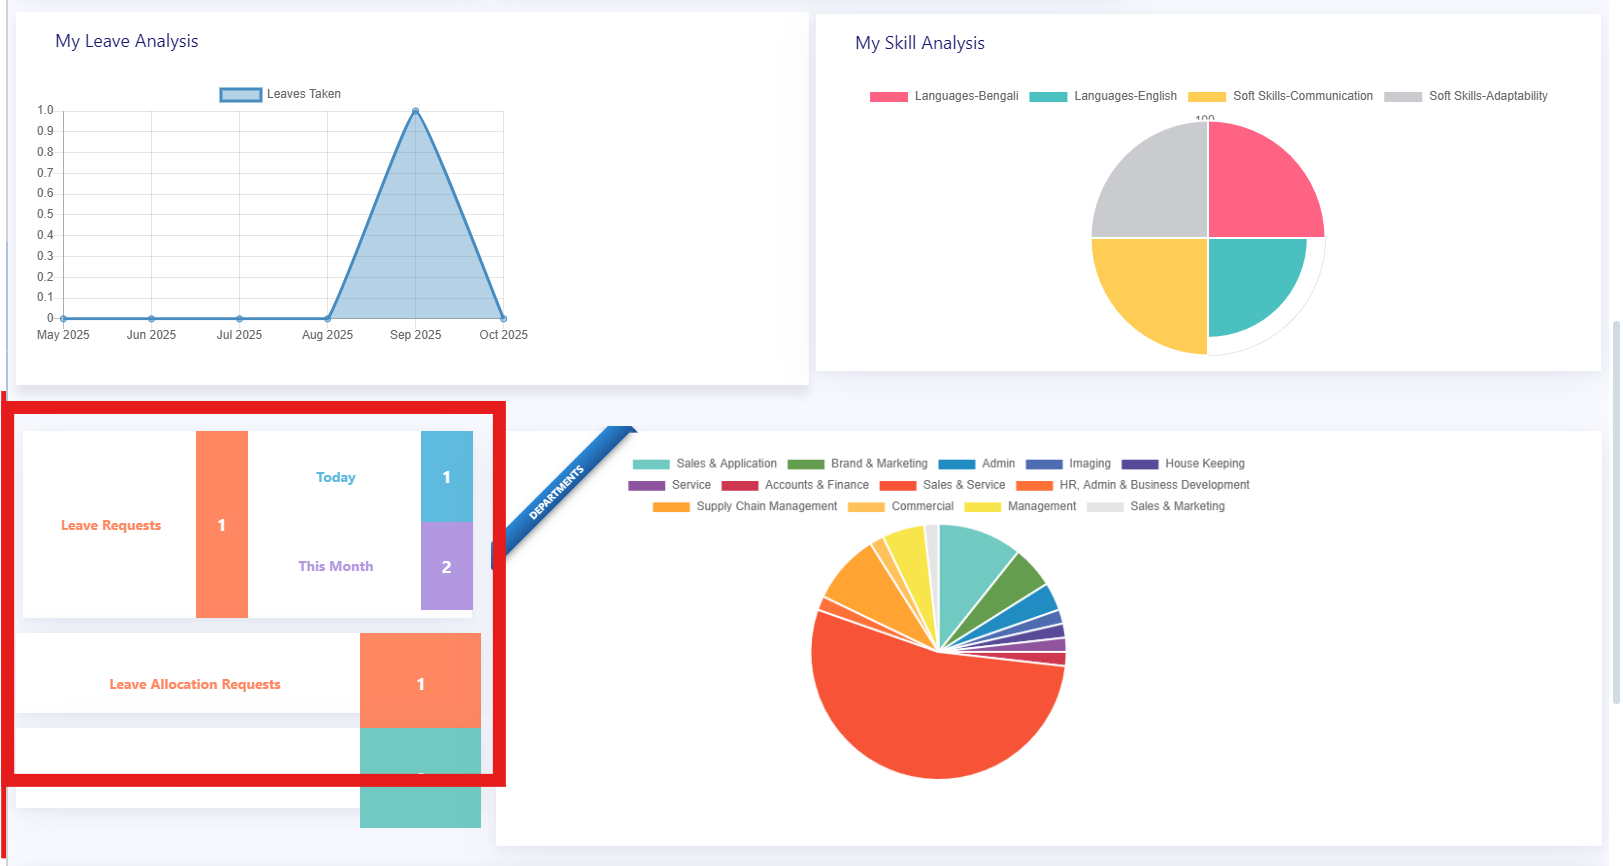 My Leave Analysis
Leaves Taken
1.0
0.9
0.8
0.7
0.6
0.5
0.4
0.3
0.2
0.1
0
May 2025 Jun 2025 Jul 2025 Aug 2025 Sep 2025 Oct 2025
My Skill Analysis
Languages-Bengali Languages-English Soft Skills-Communication Soft Skills-Adaptability
100
Leave Requests 1
Today 1
This Month 2
Leave Allocation Requests 1
DEPARTMENTS
Sales & Application Brand & Marketing Admin Imaging House Keeping
Service Accounts & Finance Sales & Service HR, Admin & Business Development
Supply Chain Management Commercial Management Sales & Marketing